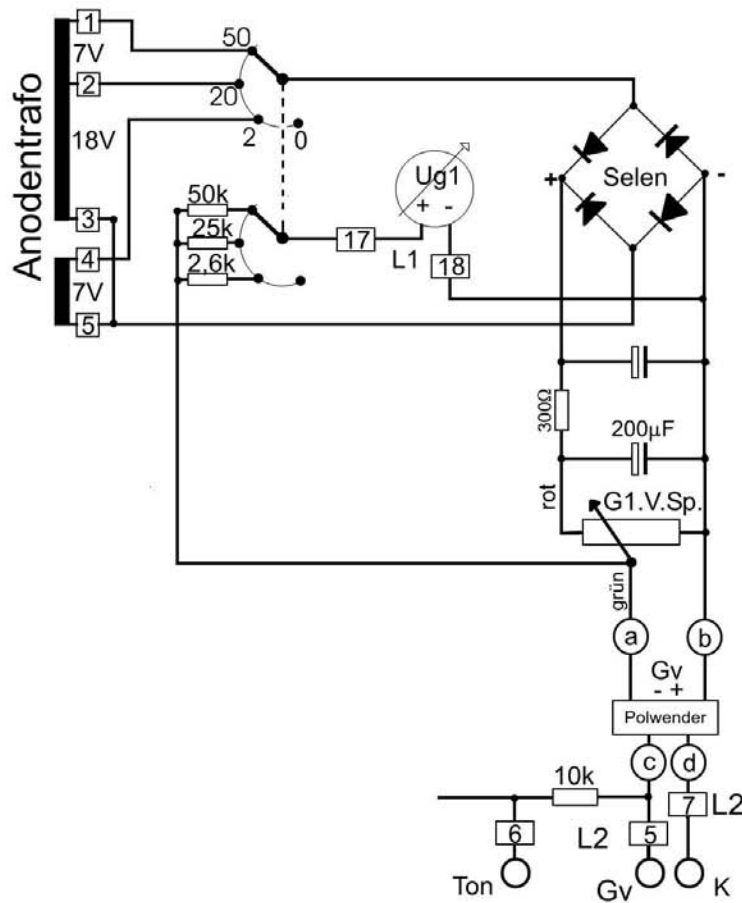 Anodentrafo
1
7V
2
18V
3
4
7V
5
50
20
2
0
50k
25k
2,6k
17
Ug1
+ -
L1
18
+
Selen
-
300Ω
200µF
rot
G1.V.Sp.
grün
a
b
Gv
- +
Polwender
c
d
10k
7
L2
6
L2
5
Ton
Gv
K